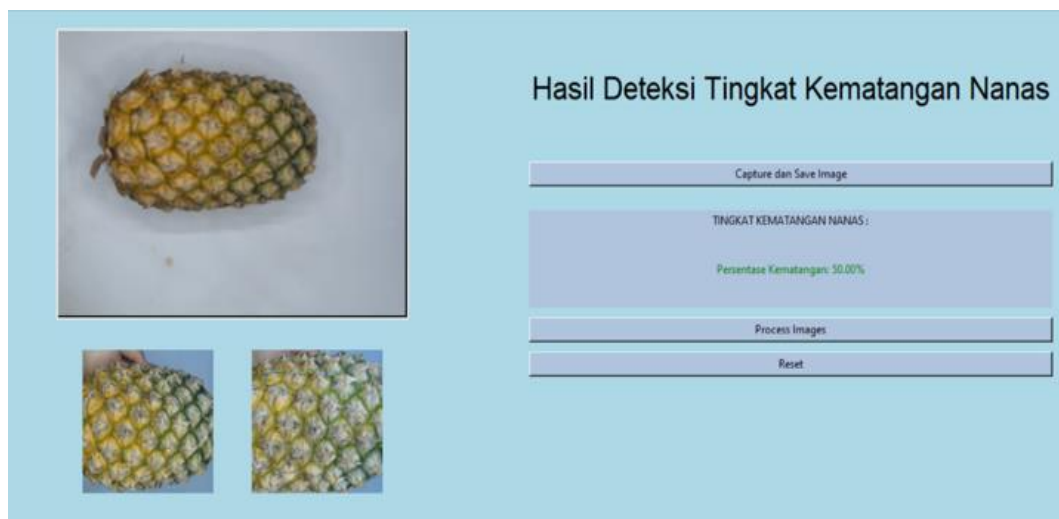 Hasil Deteksi Tingkat Kematangan Nanas
Capture dan Save Image
TINGKAT KEMATANGAN NANAS :
Persentase Kematangan: 50.00%
Process Images
Reset